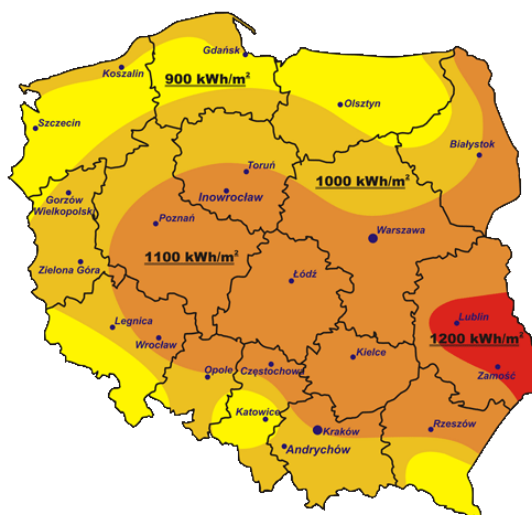 Gdańsk
Koszalin
900 kWh/m²
Olsztyn
Szczecin
Białystok
Toruń
1000 kWh/m²
Inowrocław
Gorzów
Wielkopolsk
Poznań
Warszawa
1100 kWh/m²
Zielona Góra
Łódź
Lublin
Legnica
1200 kWh/m²
Wrocław
Kielce
Opole
Częstochowa
Zamość
Katowice
Kraków
Rzeszów
Andrychów